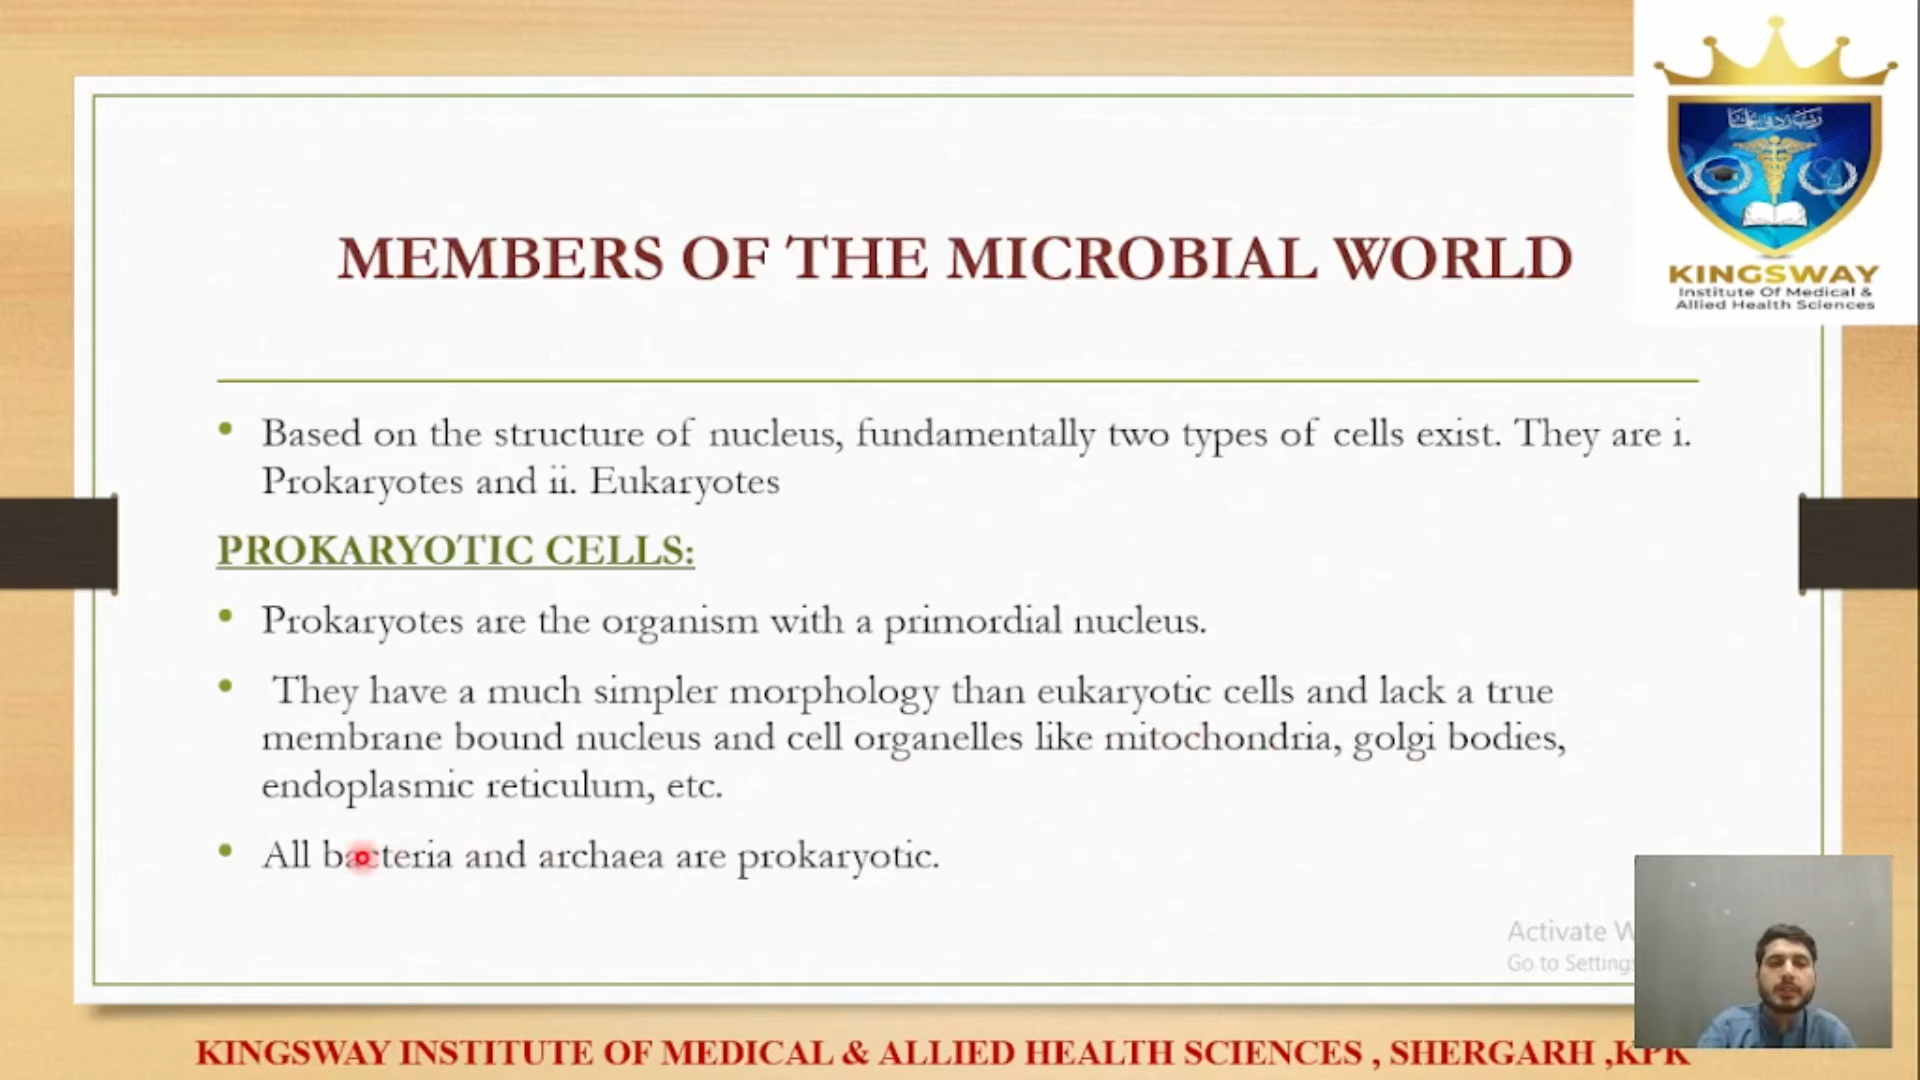 MEMBERS OF THE MICROBIAL WORLD
KINGSWAY
Institute Of Medical &
Allied Health Sciences
• Based on the structure of nucleus, fundamentally two types of cells exist. They are i.
Prokaryotes and ii. Eukaryotes
PROKARYOTIC CELLS:
• Prokaryotes are the organism with a primordial nucleus.
• They have a much simpler morphology than eukaryotic cells and lack a true
membrane bound nucleus and cell organelles like mitochondria, golgi bodies,
endoplasmic reticulum, etc.
• All bacteria and archaea are prokaryotic.
Activate
Go to Settings
KINGSWAY INSTITUTE OF MEDICAL & ALLIED HEALTH SCIENCES , SHERGARH ,KPK